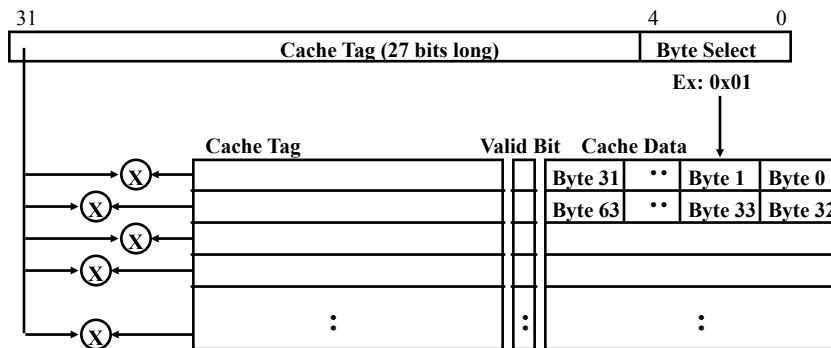 31 4 0
Cache Tag (27 bits long) Byte Select
Ex: 0x01
Cache Tag Valid Bit Cache Data
X Byte 31 .. Byte 1 Byte 0
X Byte 63 .. Byte 33 Byte 32
X
X
: : :
X